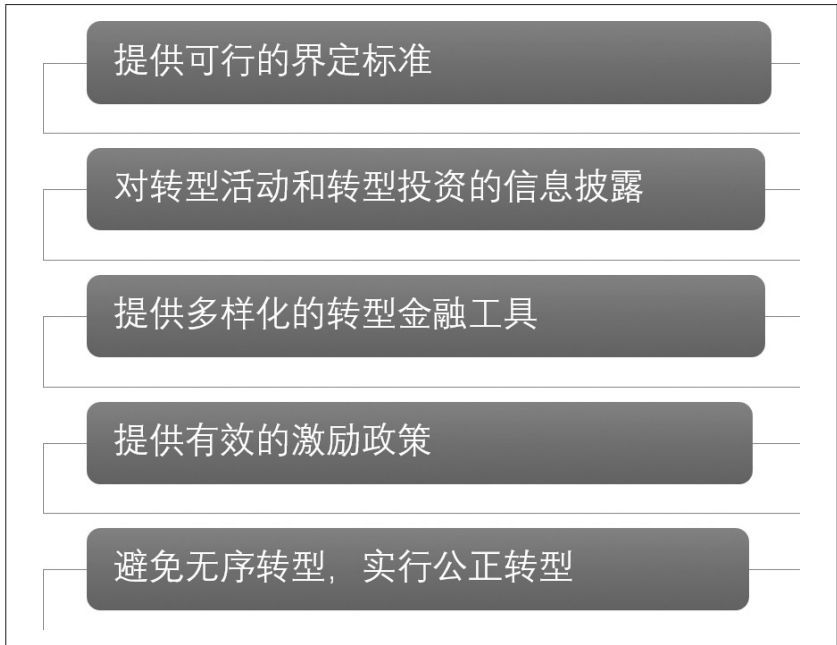 提供可行的界定标准
对转型活动和转型投资的信息披露
提供多样化的转型金融工具
提供有效的激励政策
避免无序转型，实行公正转型